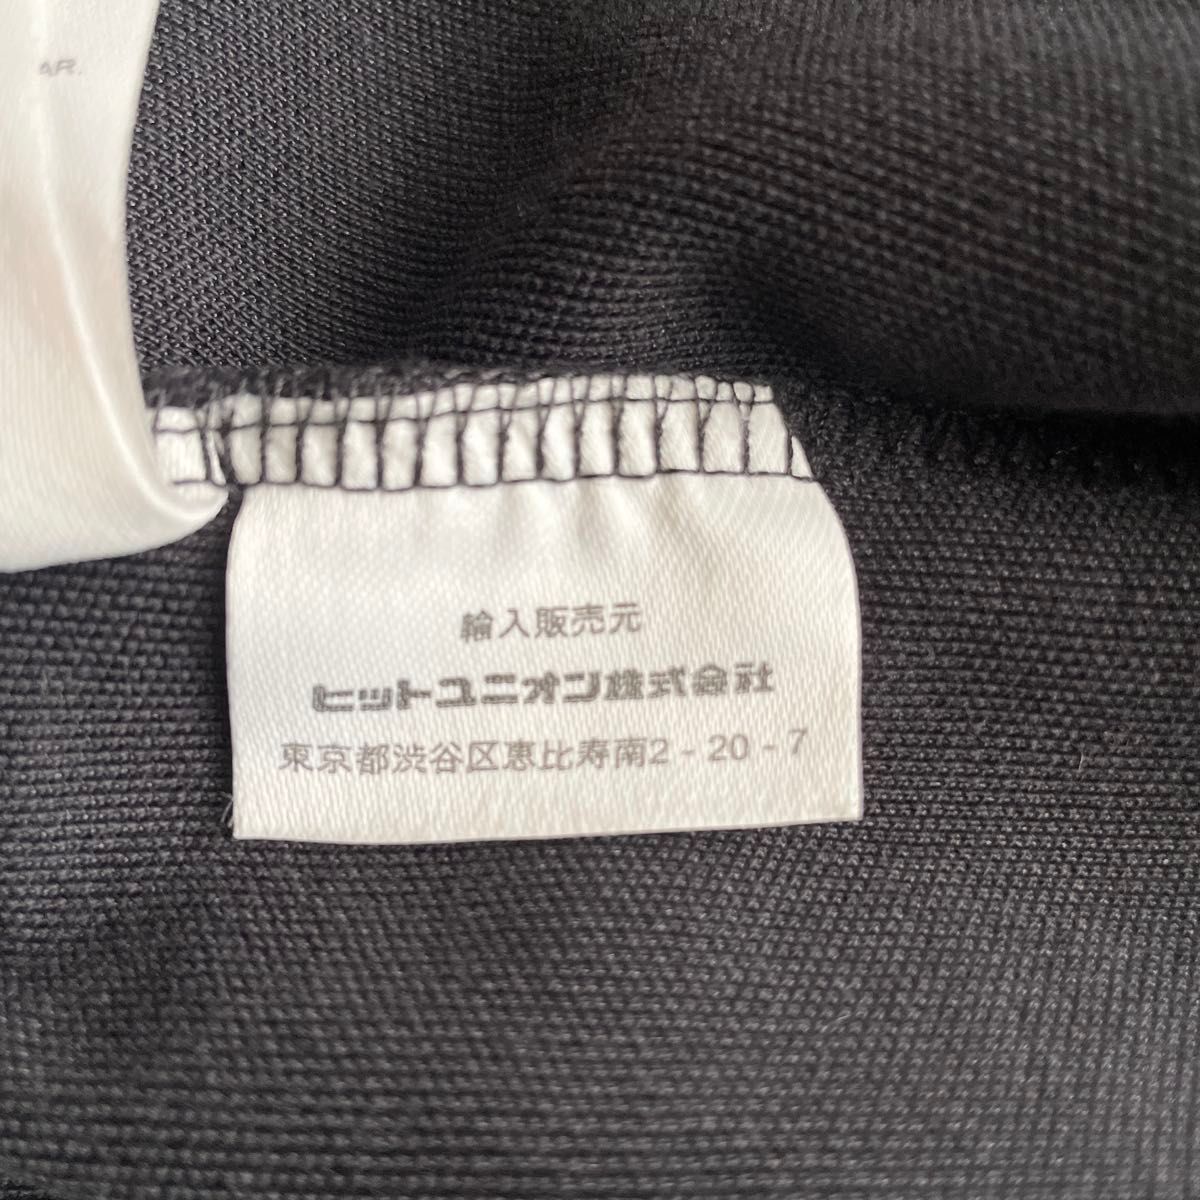 AR.
輸入販売元
ヒットユニオン株式会社
東京都渋谷区恵比寿南2-20-7